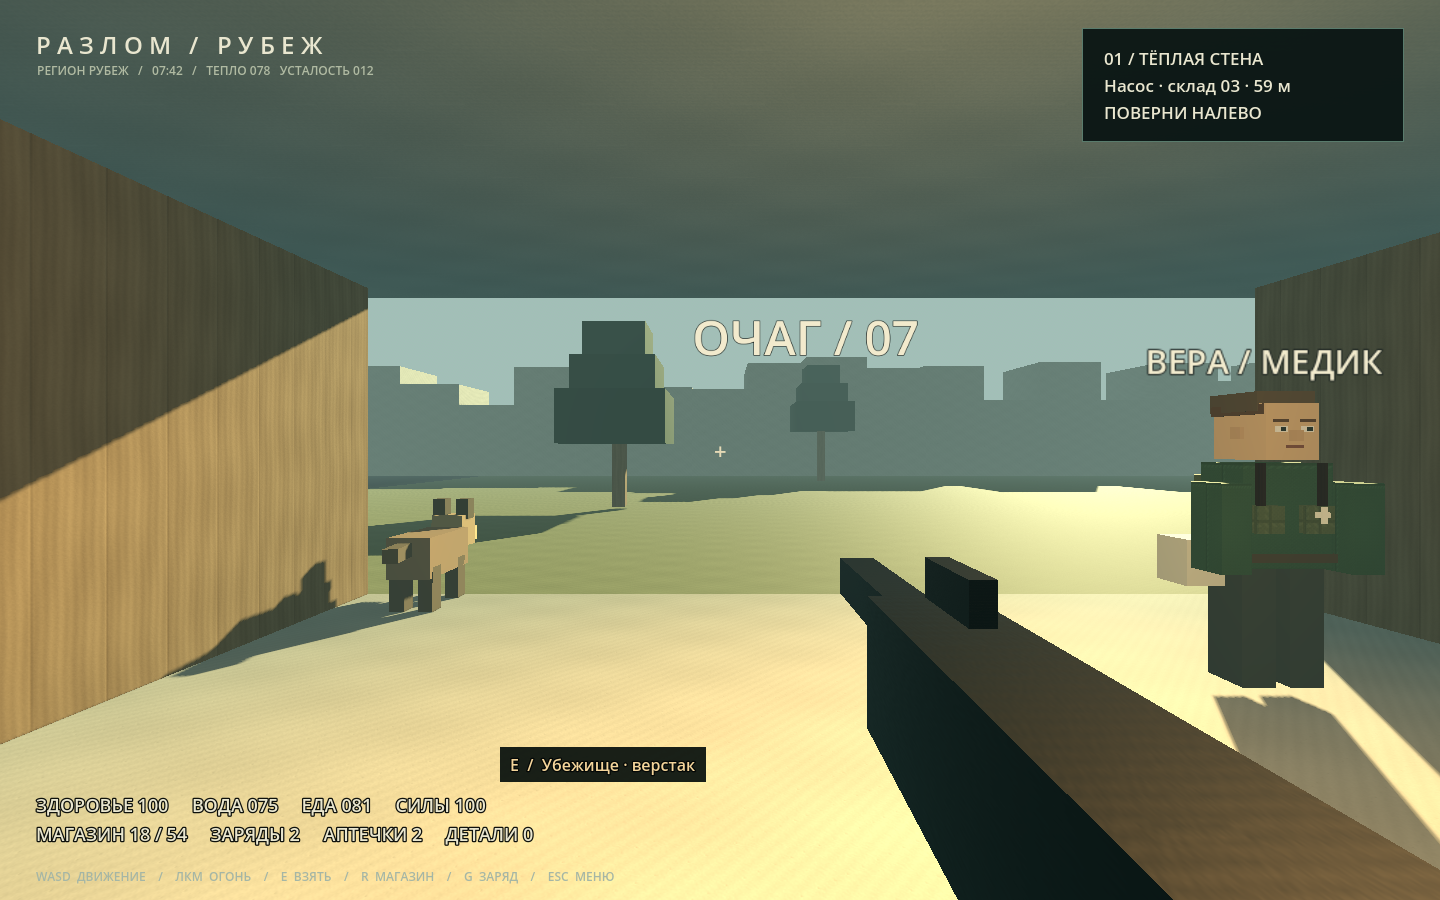 РАЗЛОМ / РУБЕЖ
РЕГИОН РУБЕЖ / 07:42 / ТЕПЛО 078 УСТАЛОСТЬ 012
01 / ТЁПЛАЯ СТЕНА
Насос · склад 03 · 59 м
ПОВЕРНИ НАЛЕВО
ОЧАГ / 07
ВЕРА / МЕДИК
E / Убежище · верстак
ЗДОРОВЬЕ 100 ВОДА 075 ЕДА 081 СИЛЫ 100
МАГАЗИН 18 / 54 ЗАРЯДЫ 2 АПТЕЧКИ 2 ДЕТАЛИ 0
WASD ДВИЖЕНИЕ / ЛКМ ОГОНЬ / E ВЗЯТЬ / R МАГАЗИН / G ЗАРЯД / ESC МЕНЮ